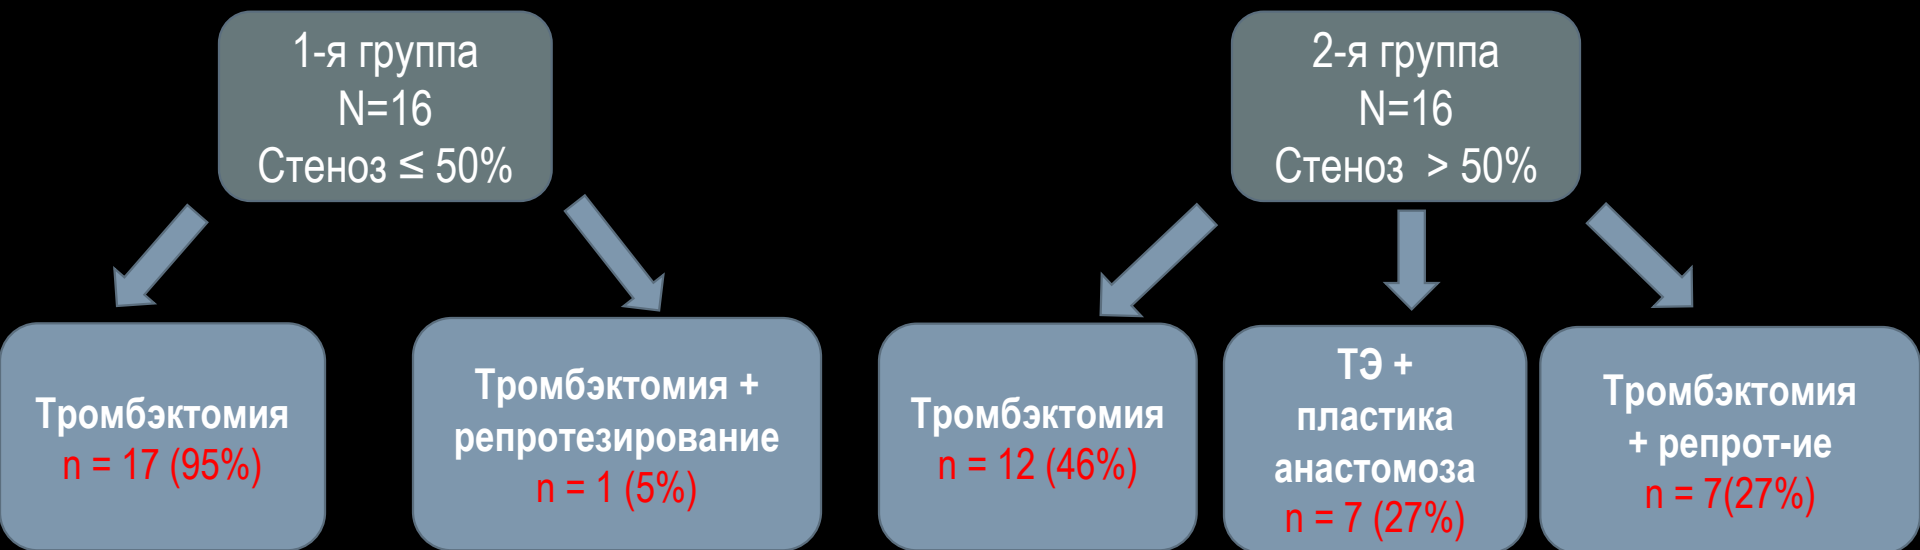 1-я группа
N=16
Стеноз ≤ 50%
2-я группа
N=16
Стеноз > 50%
Тромбэктомия
n = 17 (95%)
Тромбэктомия +
репротезирование
n = 1 (5%)
Тромбэктомия
n = 12 (46%)
ТЭ +
пластика
анастомоза
n = 7 (27%)
Тромбэктомия
+ репрот-ие
n = 7(27%)